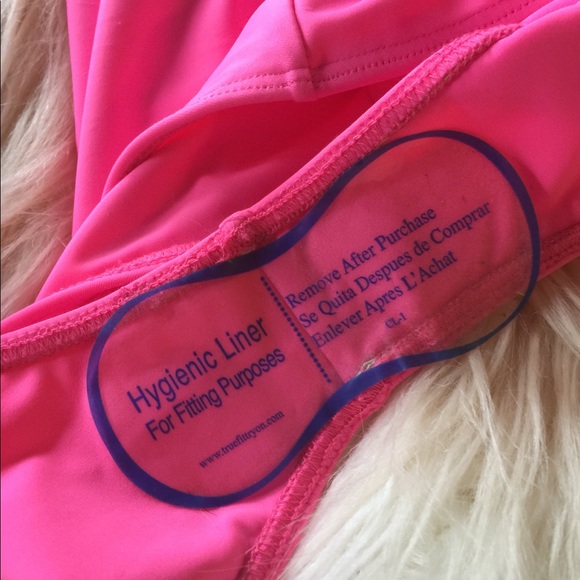 Hygienic Liner
For Fitting Purposes
www.truefittryon.com
Remove After Purchase
Se Quita Despues de Comprar
Enlever Apres L'Achat
CL-1